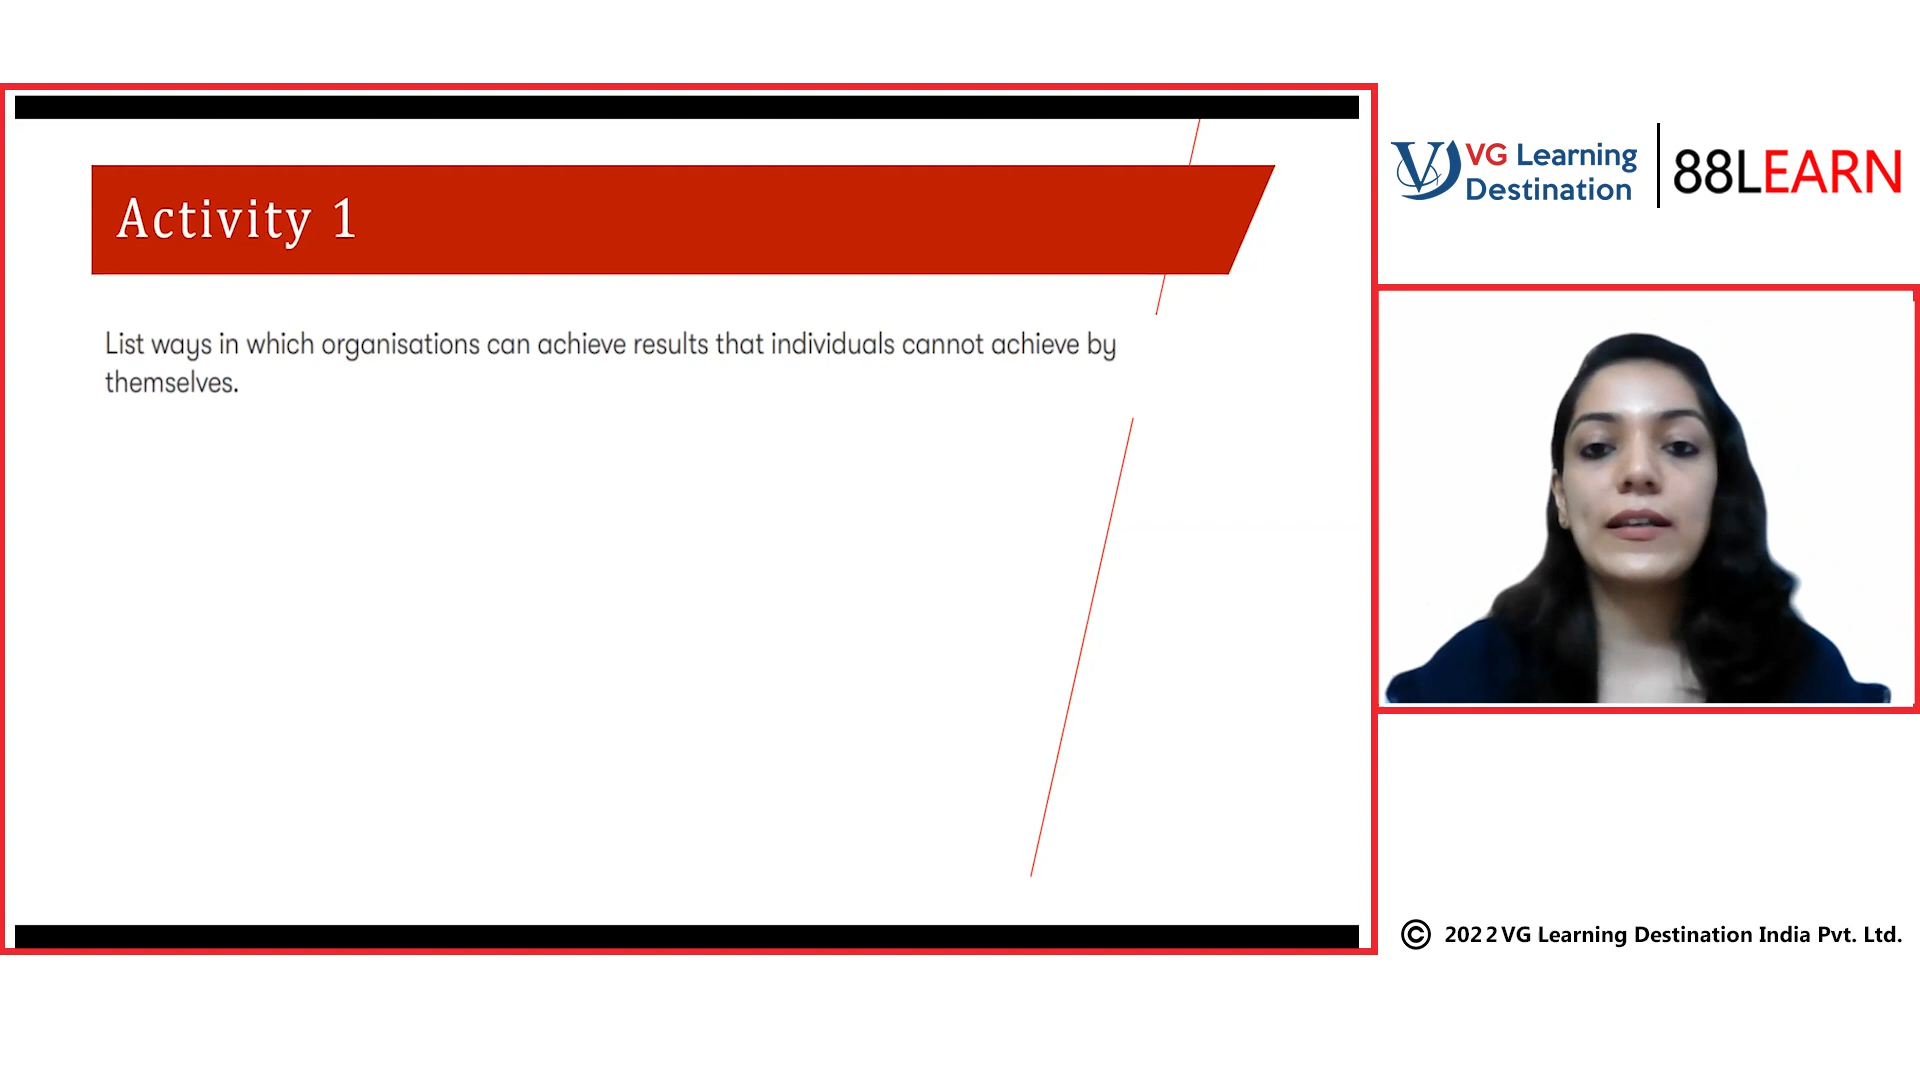 Activity 1
List ways in which organisations can achieve results that individuals cannot achieve by
themselves.
VG Learning
Destination
88LEARN
© 2022 VG Learning Destination India Pvt. Ltd.